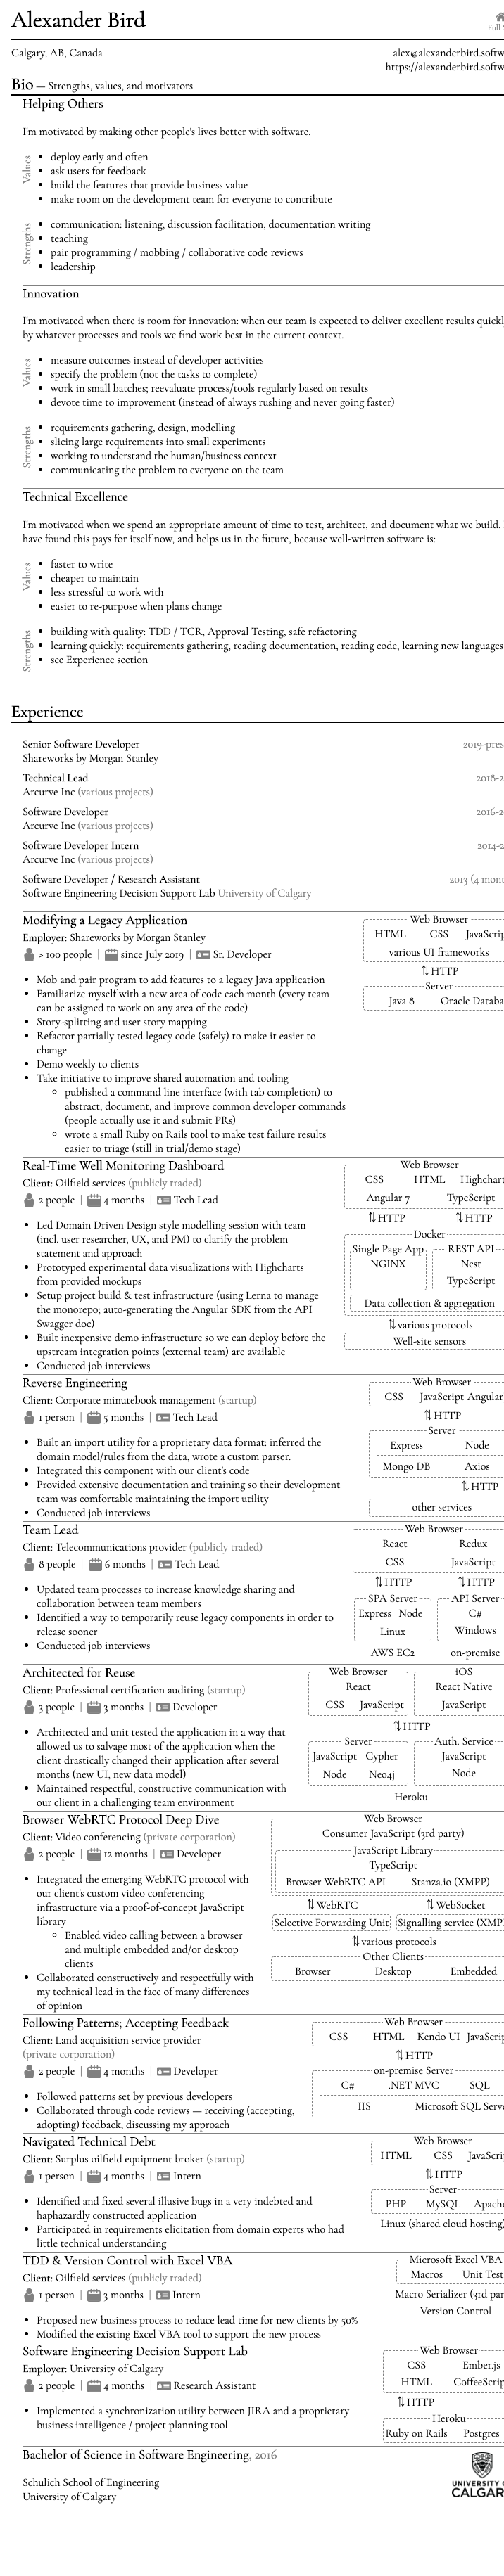 Alexander Bird
Full
Calgary, AB, Canada
alex@alexanderbird.softw
https://alexanderbird.softw
Bio — Strengths, values, and motivators
Helping Others
I'm motivated by making other people's lives better with software.
Values
• deploy early and often
• ask users for feedback
• build the features that provide business value
• make room on the development team for everyone to contribute
Strengths
• communication: listening, discussion facilitation, documentation writing
• teaching
• pair programming / mobbing / collaborative code reviews
• leadership
Innovation
I'm motivated when there is room for innovation: when our team is expected to deliver excellent results quickl
by whatever processes and tools we find work best in the current context.
Values
• measure outcomes instead of developer activities
• specify the problem (not the tasks to complete)
• work in small batches; reevaluate process/tools regularly based on results
• devote time to improvement (instead of always rushing and never going faster)
Strengths
• requirements gathering, design, modelling
• slicing large requirements into small experiments
• working to understand the human/business context
• communicating the problem to everyone on the team
Technical Excellence
I'm motivated when we spend an appropriate amount of time to test, architect, and document what we build.
have found this pays for itself now, and helps us in the future, because well-written software is:
Values
• faster to write
• cheaper to maintain
• less stressful to work with
• easier to re-purpose when plans change
Strengths
• building with quality: TDD / TCR, Approval Testing, safe refactoring
• learning quickly: requirements gathering, reading documentation, reading code, learning new languages
• see Experience section
Experience
Senior Software Developer 2019-pres
Shareworks by Morgan Stanley
Technical Lead 2018-2
Arcurve Inc (various projects)
Software Developer 2016-2
Arcurve Inc (various projects)
Software Developer Intern 2014-2
Arcurve Inc (various projects)
Software Developer / Research Assistant 2013 (4 mont
Software Engineering Decision Support Lab University of Calgary
Modifying a Legacy Application
Employer: Shareworks by Morgan Stanley
> 100 people | since July 2019 | Sr. Developer
• Mob and pair program to add features to a legacy Java application
• Familiarize myself with a new area of code each month (every team
can be assigned to work on any area of the code)
• Story-splitting and user story mapping
• Refactor partially tested legacy code (safely) to make it easier to
change
• Demo weekly to clients
• Take initiative to improve shared automation and tooling
◦ published a command line interface (with tab completion) to
abstract, document, and improve common developer commands
(people actually use it and submit PRs)
◦ wrote a small Ruby on Rails tool to make test failure results
easier to triage (still in trial/demo stage)
Web Browser
HTML CSS JavaScrip
various UI frameworks
⇅ HTTP
Server
Java 8 Oracle Databa
Real-Time Well Monitoring Dashboard
Client: Oilfield services (publicly traded)
2 people | 4 months | Tech Lead
• Led Domain Driven Design style modelling session with team
(incl. user researcher, UX, and PM) to clarify the problem
statement and approach
• Prototyped experimental data visualizations with Highcharts
from provided mockups
• Setup project build & test infrastructure (using Lerna to manage
the monorepo; auto-generating the Angular SDK from the API
Swagger doc)
• Built inexpensive demo infrastructure so we can deploy before the
upstream integration points (external team) are available
• Conducted job interviews
Web Browser
CSS HTML Highchart
Angular 7 TypeScript
⇅ HTTP ⇅ HTTP
Docker
Single Page App REST API
NGINX Nest
TypeScript
Data collection & aggregation
⇅ various protocols
Well-site sensors
Reverse Engineering
Client: Corporate minutebook management (startup)
1 person | 5 months | Tech Lead
• Built an import utility for a proprietary data format: inferred the
domain model/rules from the data, wrote a custom parser.
• Integrated this component with our client's code
• Provided extensive documentation and training so their development
team was comfortable maintaining the import utility
• Conducted job interviews
Web Browser
CSS JavaScript Angular
⇅ HTTP
Server
Express Node
Mongo DB Axios
⇅ HTTP
other services
Team Lead
Client: Telecommunications provider (publicly traded)
8 people | 6 months | Tech Lead
• Updated team processes to increase knowledge sharing and
collaboration between team members
• Identified a way to temporarily reuse legacy components in order to
release sooner
• Conducted job interviews
Web Browser
React Redux
CSS JavaScript
⇅ HTTP ⇅ HTTP
SPA Server API Server
Express Node C#
Linux Windows
AWS EC2 on-premise
Architected for Reuse
Client: Professional certification auditing (startup)
3 people | 3 months | Developer
• Architected and unit tested the application in a way that
allowed us to salvage most of the application when the
client drastically changed their application after several
months (new UI, new data model)
• Maintained respectful, constructive communication with
our client in a challenging team environment
Web Browser iOS
React React Native
CSS JavaScript JavaScript
⇅ HTTP
Server Auth. Service
JavaScript Cypher JavaScript
Node Neo4j Node
Heroku
Browser WebRTC Protocol Deep Dive
Client: Video conferencing (private corporation)
2 people | 12 months | Developer
• Integrated the emerging WebRTC protocol with
our client's custom video conferencing
infrastructure via a proof-of-concept JavaScript
library
◦ Enabled video calling between a browser
and multiple embedded and/or desktop
clients
• Collaborated constructively and respectfully with
my technical lead in the face of many differences
of opinion
Web Browser
Consumer JavaScript (3rd party)
JavaScript Library
TypeScript
Browser WebRTC API Stanza.io (XMPP)
⇅ WebRTC ⇅ WebSocket
Selective Forwarding Unit Signalling service (XMP
⇅ various protocols
Other Clients
Browser Desktop Embedded
Following Patterns; Accepting Feedback
Client: Land acquisition service provider
(private corporation)
2 people | 4 months | Developer
• Followed patterns set by previous developers
• Collaborated through code reviews — receiving (accepting,
adopting) feedback, discussing my approach
Web Browser
CSS HTML Kendo UI JavaScrip
⇅ HTTP
on-premise Server
C# .NET MVC SQL
IIS Microsoft SQL Serve
Navigated Technical Debt
Client: Surplus oilfield equipment broker (startup)
1 person | 4 months | Intern
• Identified and fixed several illusive bugs in a very indebted and
haphazardly constructed application
• Participated in requirements elicitation from domain experts who had
little technical understanding
Web Browser
HTML CSS JavaScri
⇅ HTTP
Server
PHP MySQL Apach
Linux (shared cloud hosting)
TDD & Version Control with Excel VBA
Client: Oilfield services (publicly traded)
1 person | 3 months | Intern
• Proposed new business process to reduce lead time for new clients by 50%
• Modified the existing Excel VBA tool to support the new process
Microsoft Excel VBA
Macros Unit Test
Macro Serializer (3rd par
Version Control
Software Engineering Decision Support Lab
Employer: University of Calgary
2 people | 4 months | Research Assistant
• Implemented a synchronization utility between JIRA and a proprietary
business intelligence / project planning tool
Web Browser
CSS Ember.js
HTML CoffeeScrip
⇅ HTTP
Heroku
Ruby on Rails Postgres
Bachelor of Science in Software Engineering, 2016
Schulich School of Engineering
University of Calgary
UNIVERSITY O
CALGAR